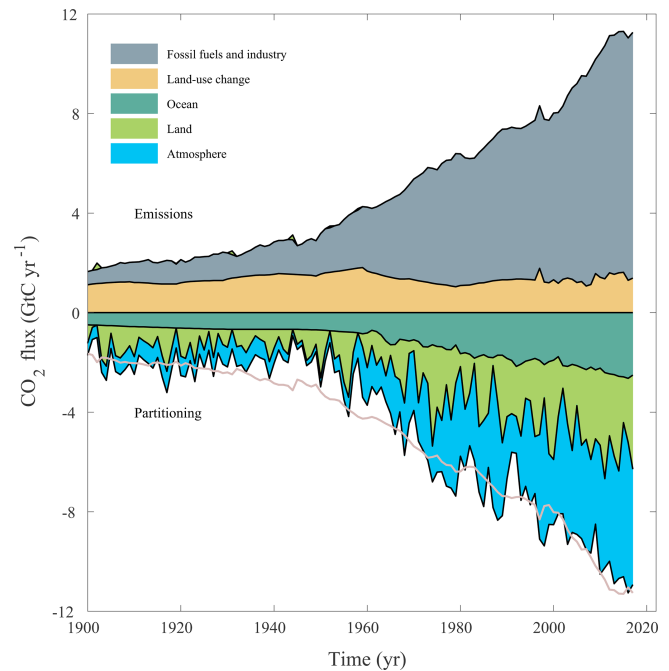 12
8
4
0
-4
-8
-12
CO2 flux (GtC yr−1)
Fossil fuels and industry
Land-use change
Ocean
Land
Atmosphere
Emissions
Partitioning
1900 1920 1940 1960 1980 2000 2020
Time (yr)